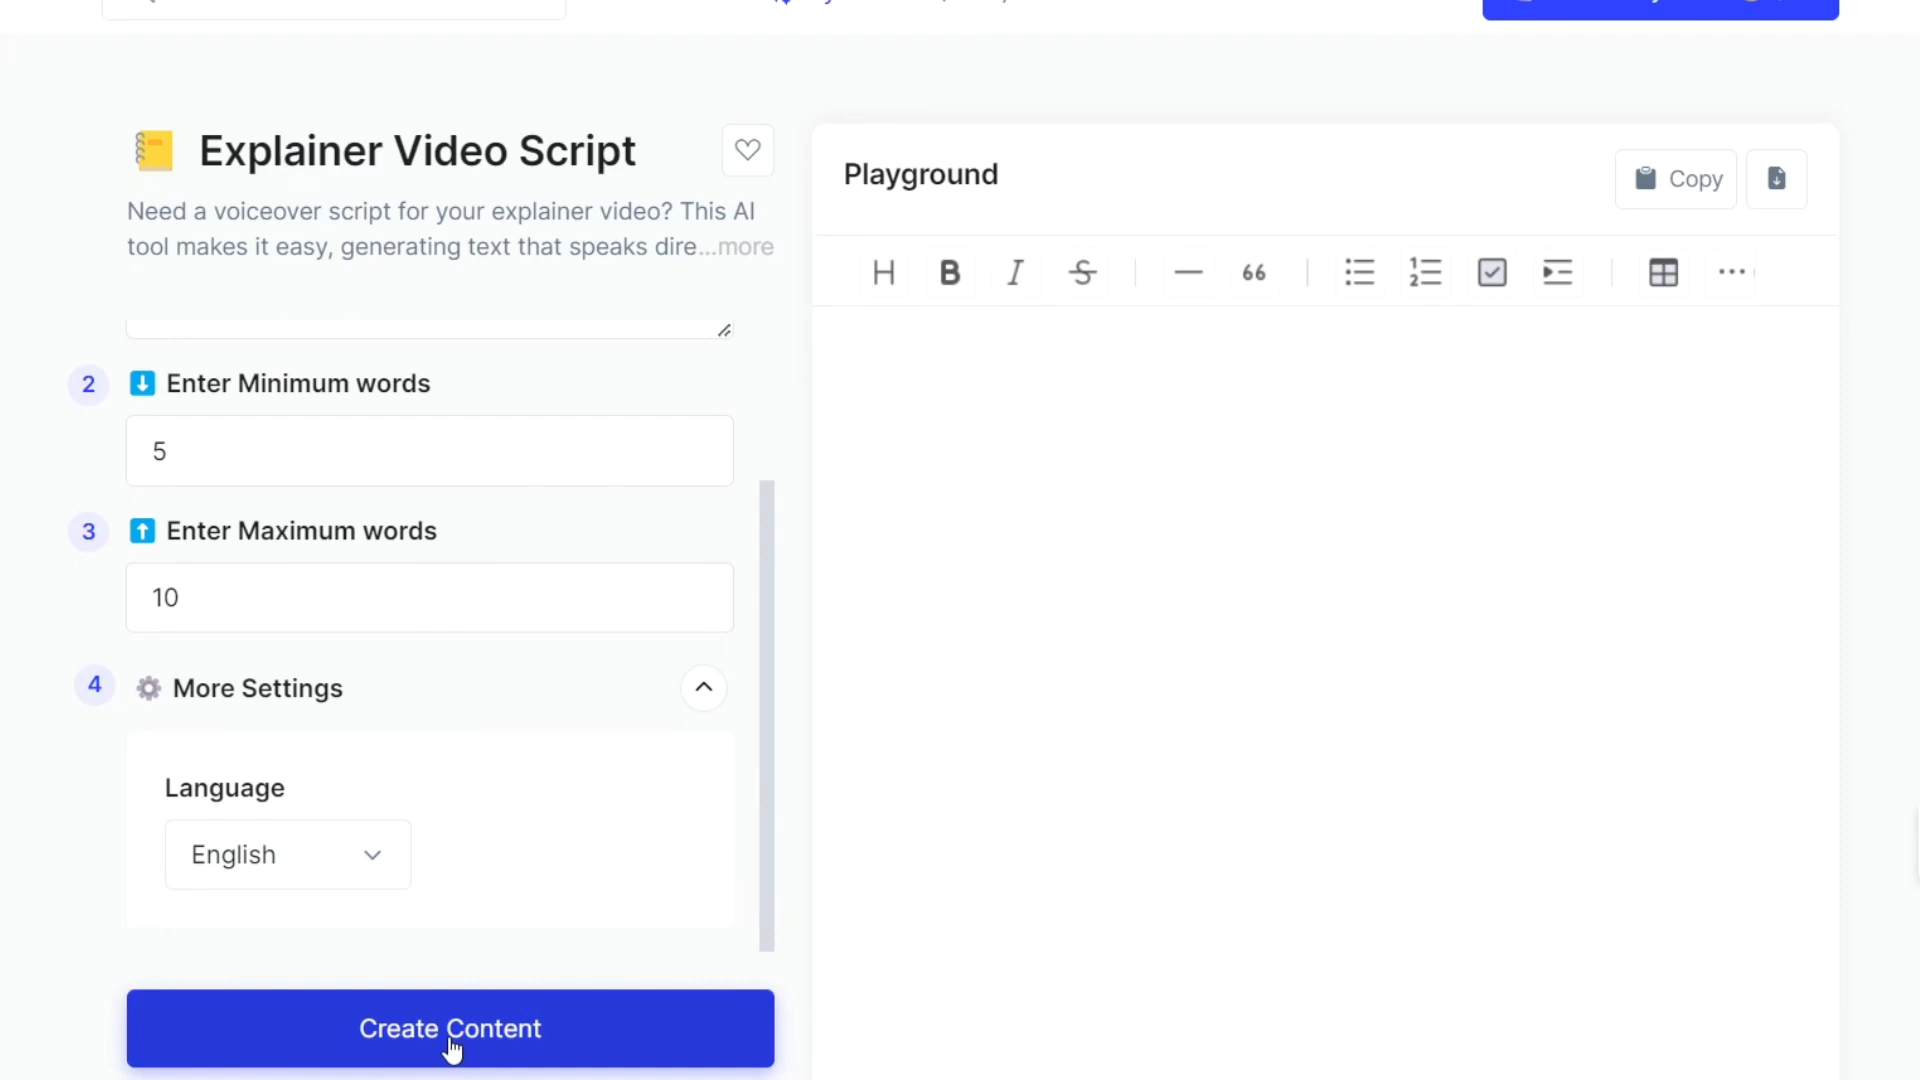 Explainer Video Script
Need a voiceover script for your explainer video? This AI
tool makes it easy, generating text that speaks dire...more
2 Enter Minimum words
5
3 Enter Maximum words
10
4 More Settings
Language
English
Create Content
Playground
Copy
H B I S 66